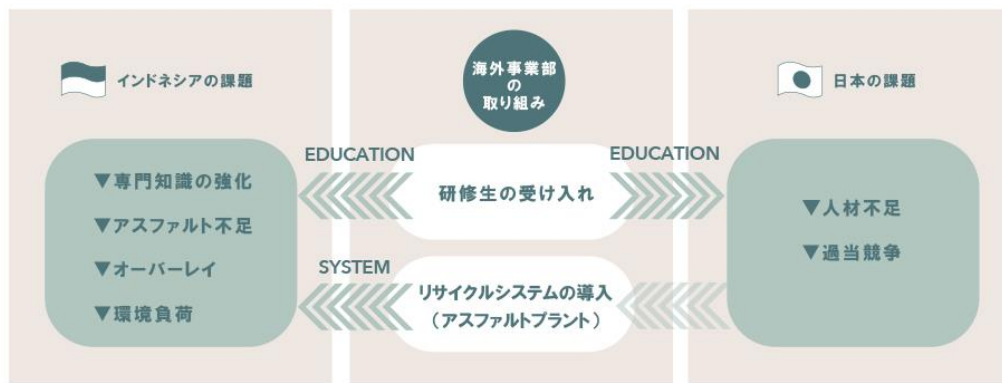 インドネシアの課題
▼専門知識の強化
▼アスファルト不足
▼オーバーレイ
▼環境負荷
海外事業部
の
取り組み
EDUCATION
EDUCATION
研修生の受け入れ
SYSTEM
リサイクルシステムの導入
(アスファルトプラント)
日本の課題
▼人材不足
▼過当競争